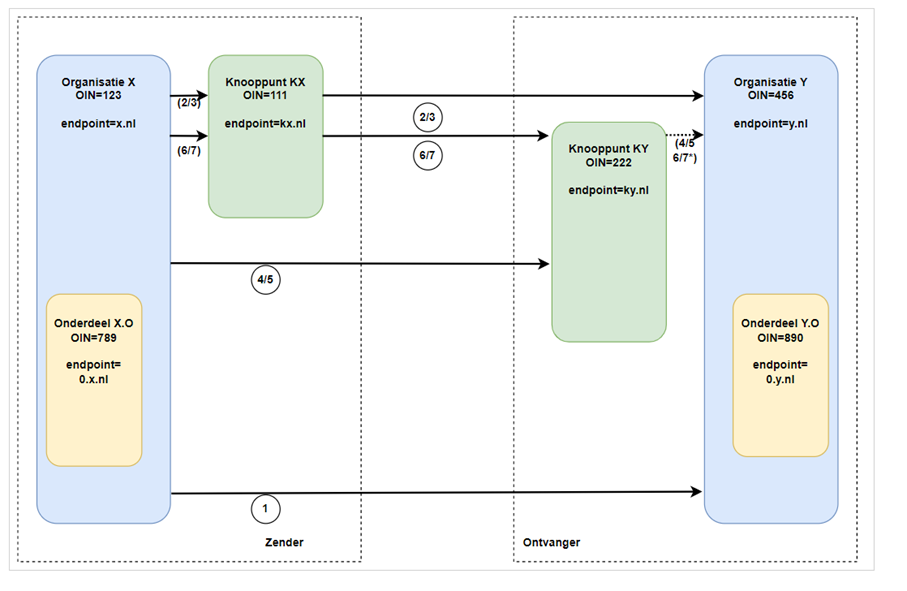 Organisatie X
OIN=123
endpoint=x.nl
(2/3)
(6/7)
Knooppunt KX
OIN=111
endpoint=kx.nl
2/3
6/7
Knooppunt KY
OIN=222
endpoint=ky.nl
(4/5
6/7*)
Organisatie Y
OIN=456
endpoint=y.nl
4/5
Onderdeel X.O
OIN=789
endpoint=
0.x.nl
Onderdeel Y.O
OIN=890
endpoint=
0.y.nl
1
Zender
Ontvanger